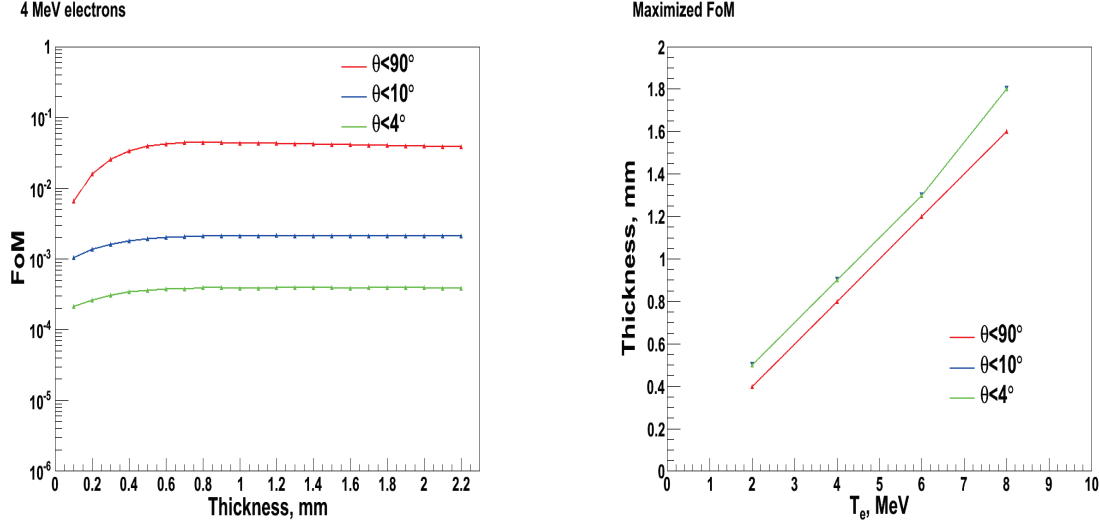 4 MeV electrons
FoM
1
10⁻¹
10⁻²
10⁻³
10⁻⁴
10⁻⁵
10⁻⁶
0 0.2 0.4 0.6 0.8 1 1.2 1.4 1.6 1.8 2 2.2
Thickness, mm
θ<90°
θ<10°
θ<4°
Maximized FoM
Thickness, mm
2
1.8
1.6
1.4
1.2
1
0.8
0.6
0.4
0.2
0
0 1 2 3 4 5 6 7 8 9 10
Tₑ, MeV
θ<90°
θ<10°
θ<4°